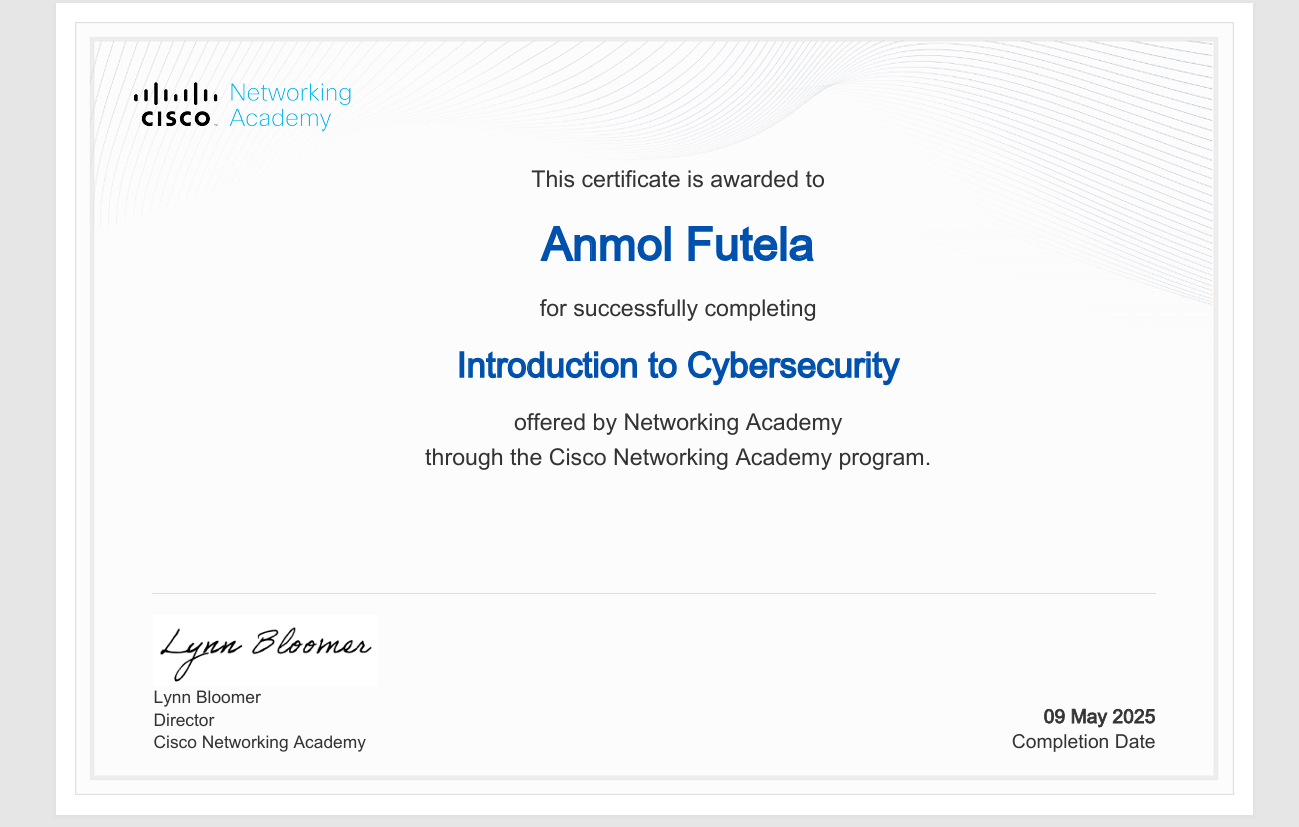 CISCO Networking
Academy
This certificate is awarded to
Anmol Futela
for successfully completing
Introduction to Cybersecurity
offered by Networking Academy
through the Cisco Networking Academy program.
Lynn Bloomer
Lynn Bloomer
Director
Cisco Networking Academy
09 May 2025
Completion Date